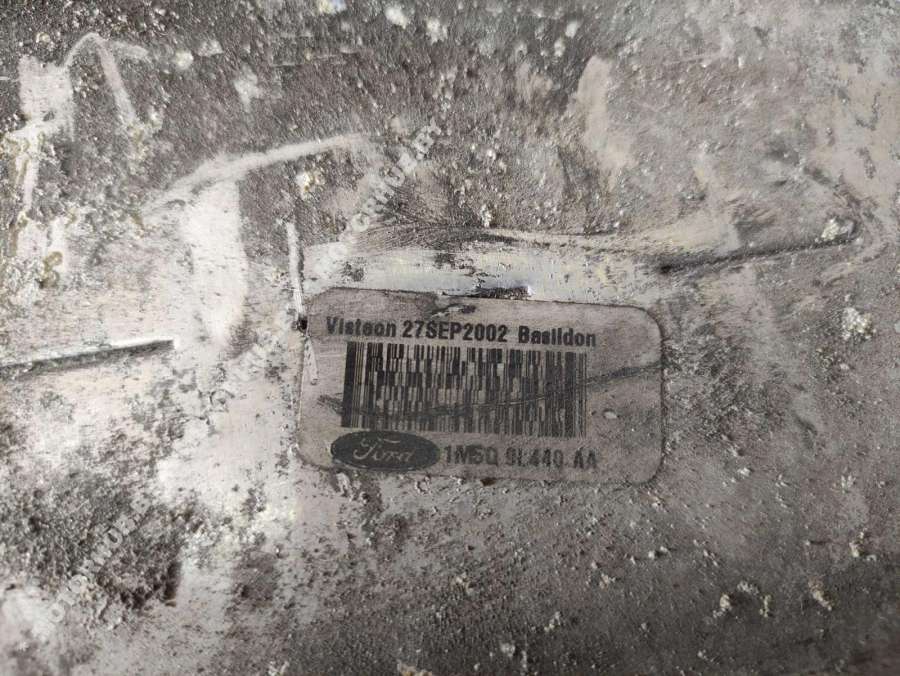 Visteon 27SEP2002 Basildon
Ford 1M5Q 9L440 AA